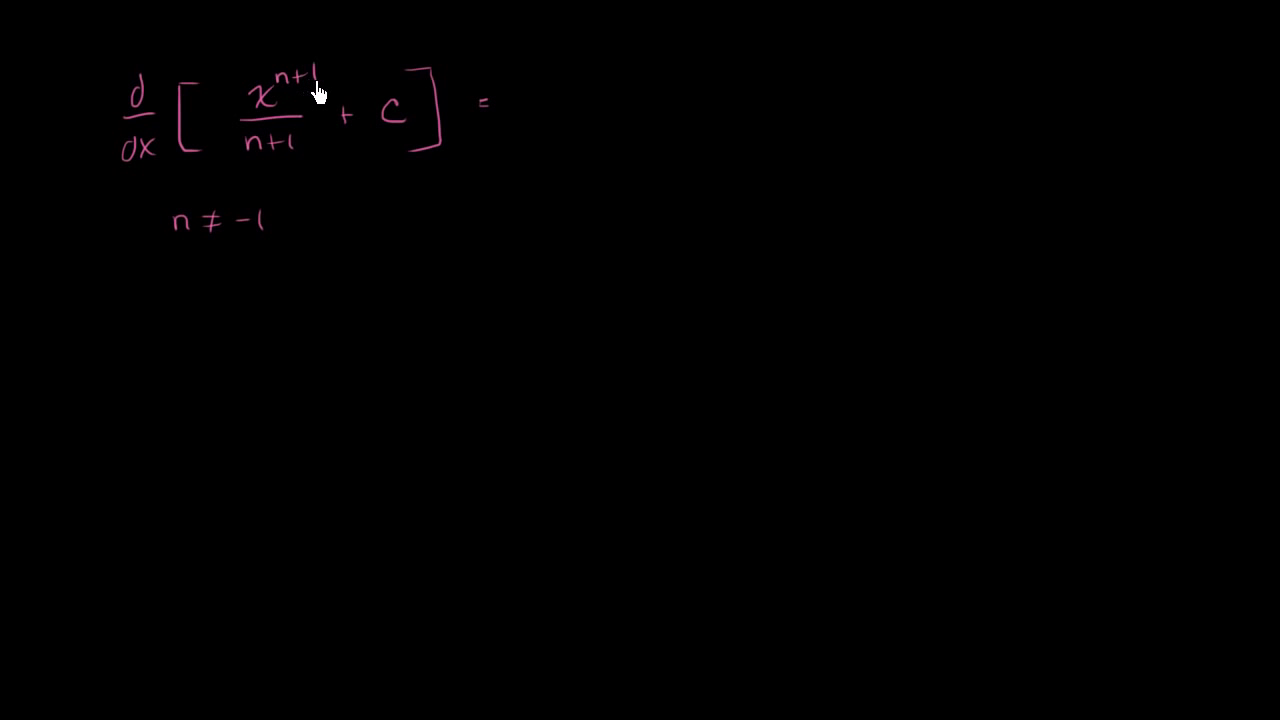 d/dx [ x^(n+1)/(n+1) + c ] =
n ≠ -1